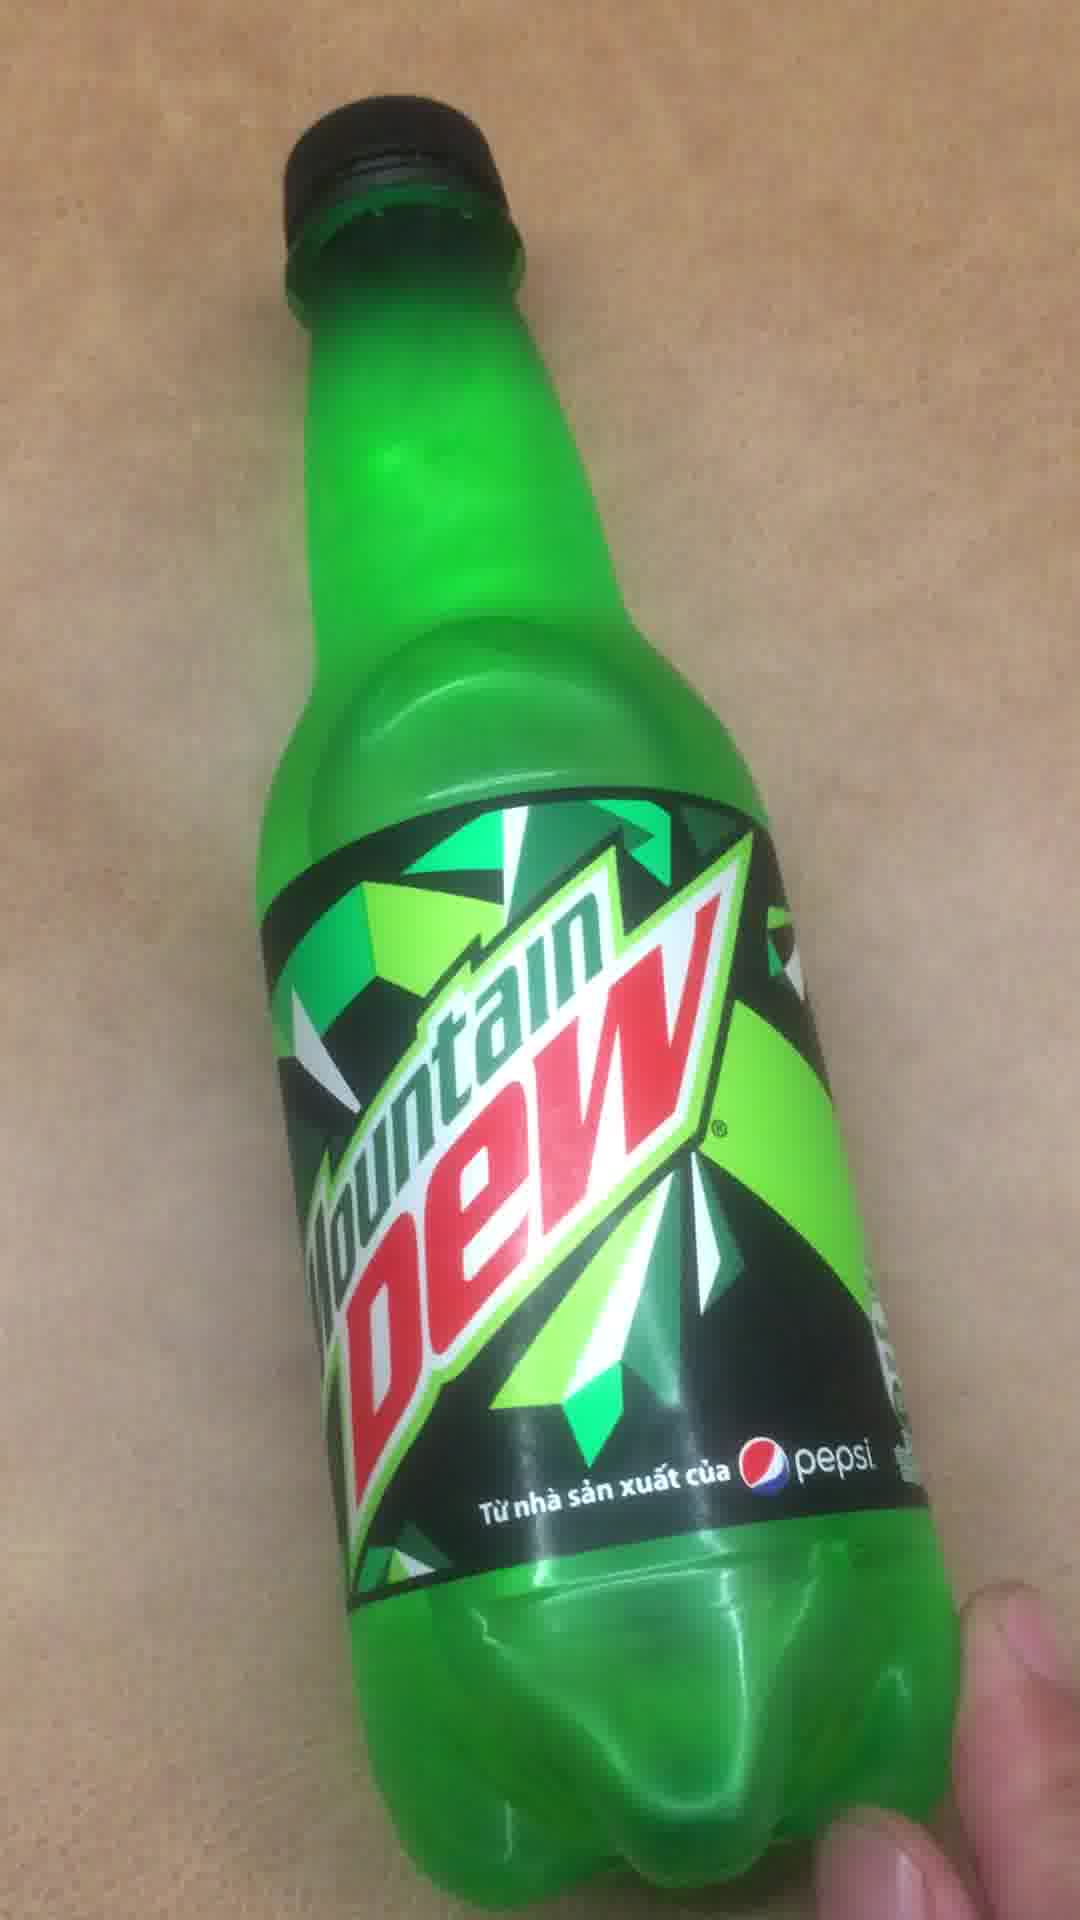 Mountain
Dew
®
Từ nhà sản xuất của pepsi